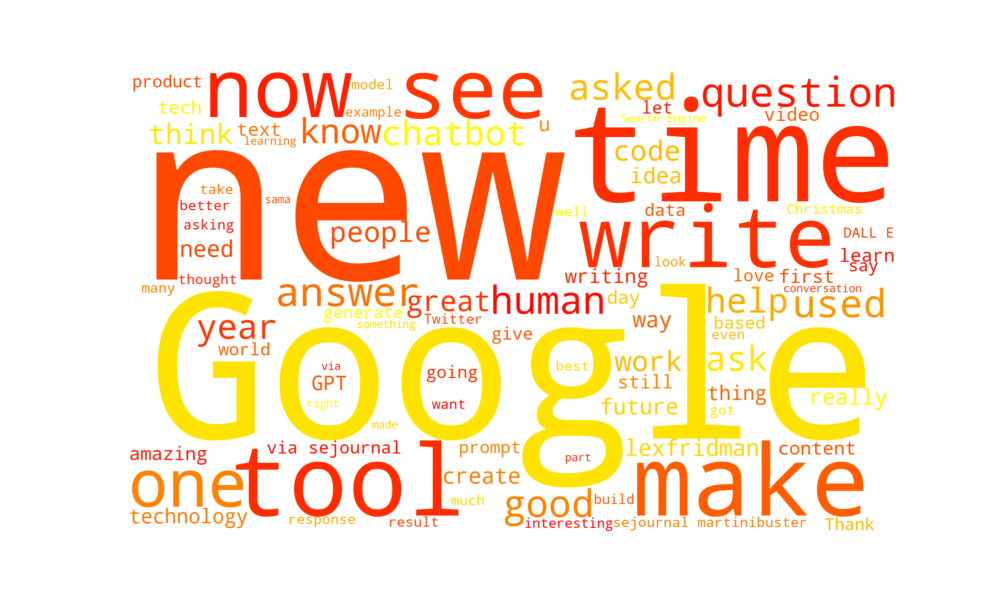 product
now
model
see
asked
question
tech
example
let
Search Engine
video
time
think
text
learning
know
chatbot
u
code
idea
new
take
sama
better
asking
people
well
data
Christmas
write
DALL E
need
learn
say
look
thought
writing
love
first
many
conversation
answer
great
human
day
help
used
generate
something
Twitter
year
world
give
way
based
even
Google
via
GPT
going
best
work
ask
right
want
still
thing
really
made
future
got
amazing
via sejournal
prompt
lexfridman
content
part
one
tool
create
make
technology
response
result
much
good
build
interesting
sejournal martinibuster
Thank